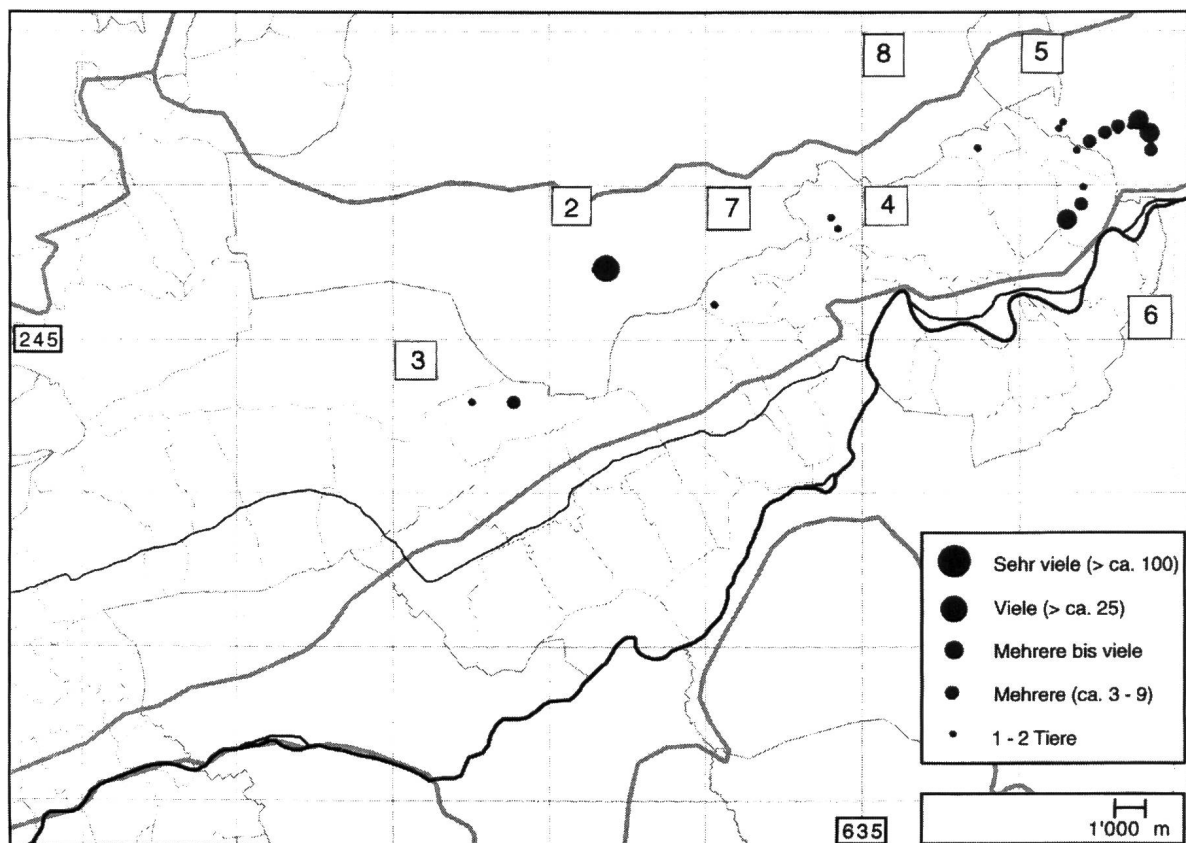 8
5
2
7
4
245
6
3
Sehr viele (> ca. 100)
Viele (> ca. 25)
Mehrere bis viele
Mehrere (ca. 3 - 9)
1 - 2 Tiere
635
1'000 m